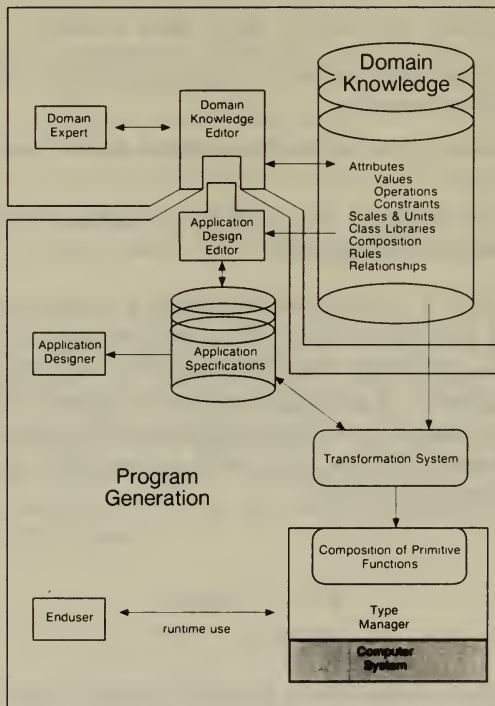 Domain
Knowledge
Domain
Expert
Domain
Knowledge
Editor
Attributes
Values
Operations
Constraints
Scales & Units
Class Libraries
Composition
Rules
Relationships
Application
Design
Editor
Application
Designer
Application
Specifications
Transformation System
Program
Generation
Composition of Primitive
Functions
Type
Manager
Enduser
runtime use
Computer
System